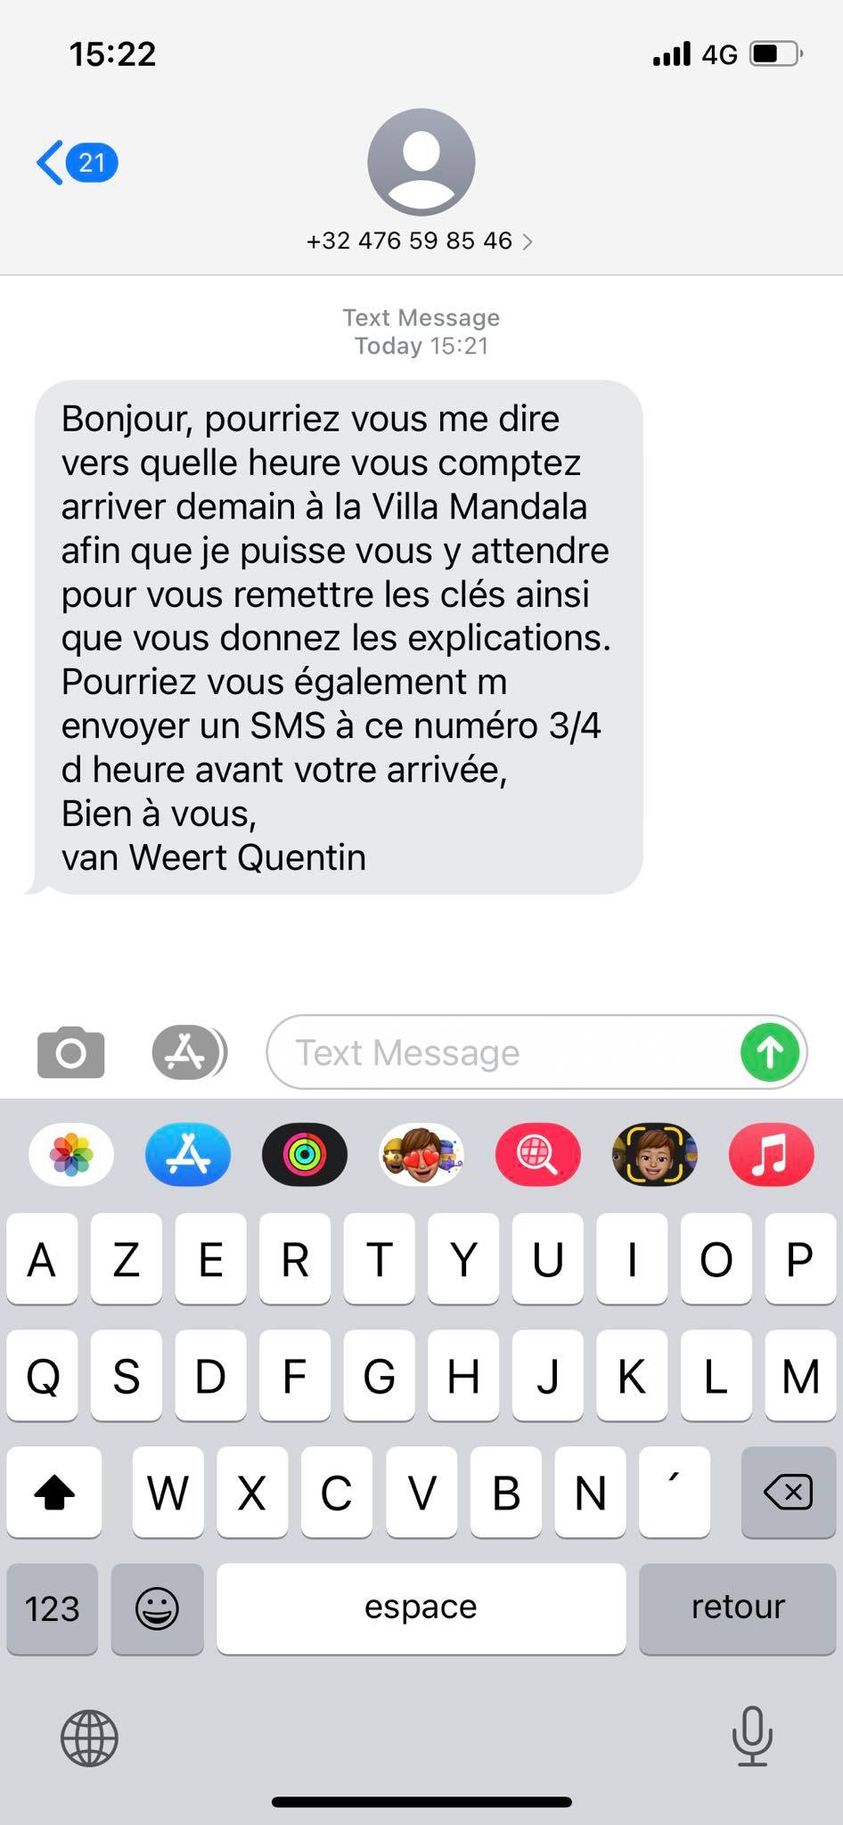 15:22
4G
21
+32 476 59 85 46
Text Message
Today 15:21
Bonjour, pourriez vous me dire
vers quelle heure vous comptez
arriver demain à la Villa Mandala
afin que je puisse vous y attendre
pour vous remettre les clés ainsi
que vous donnez les explications.
Pourriez vous également m
envoyer un SMS à ce numéro 3/4
d heure avant votre arrivée,
Bien à vous,
van Weert Quentin
Text Message
A Z E R T Y U I O P
Q S D F G H J K L M
W X C V B N ´
123 espace retour